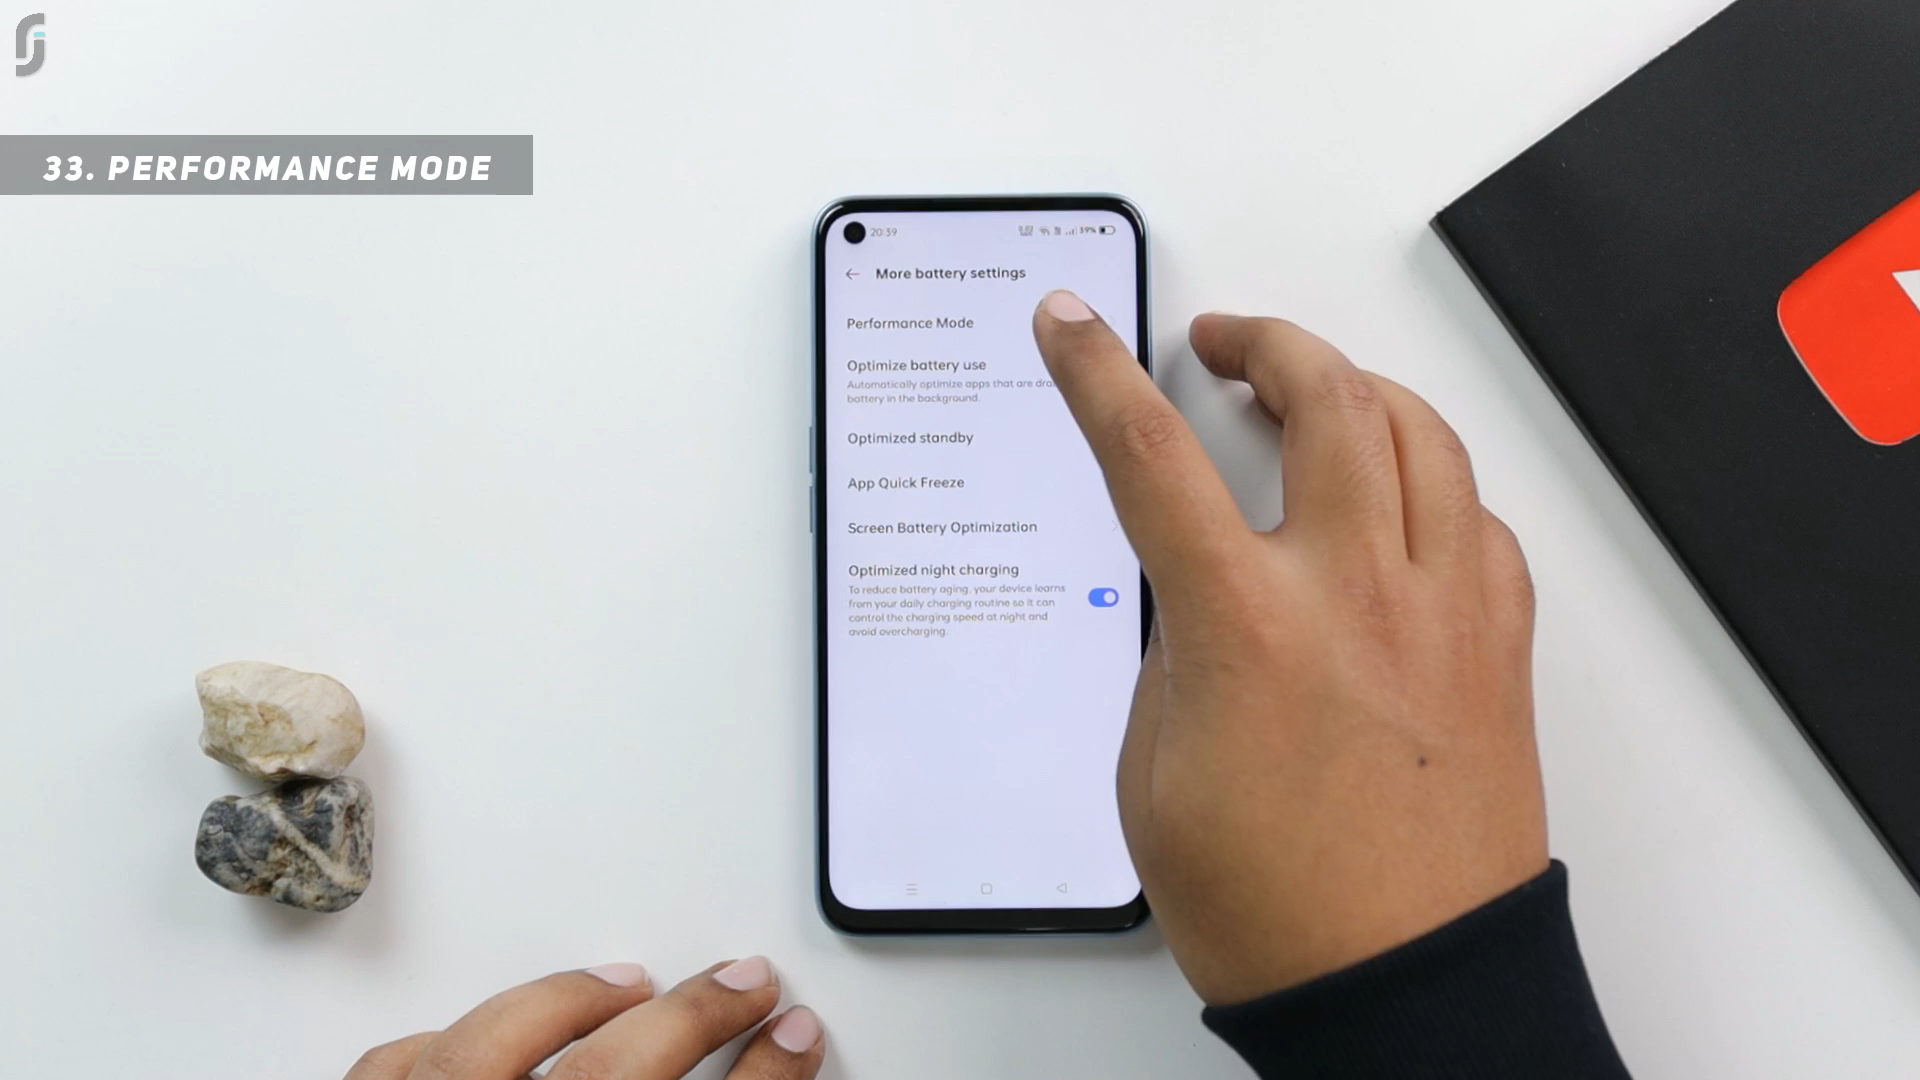 33. PERFORMANCE MODE
20:39
39%
More battery settings
Performance Mode
Optimize battery use
Automatically optimize apps that are
battery in the background.
Optimized standby
App Quick Freeze
Screen Battery Optimization
Optimized night charging
To reduce battery aging, your device learns
from your daily charging routine so it can
control the charging speed at night and
avoid overcharging.